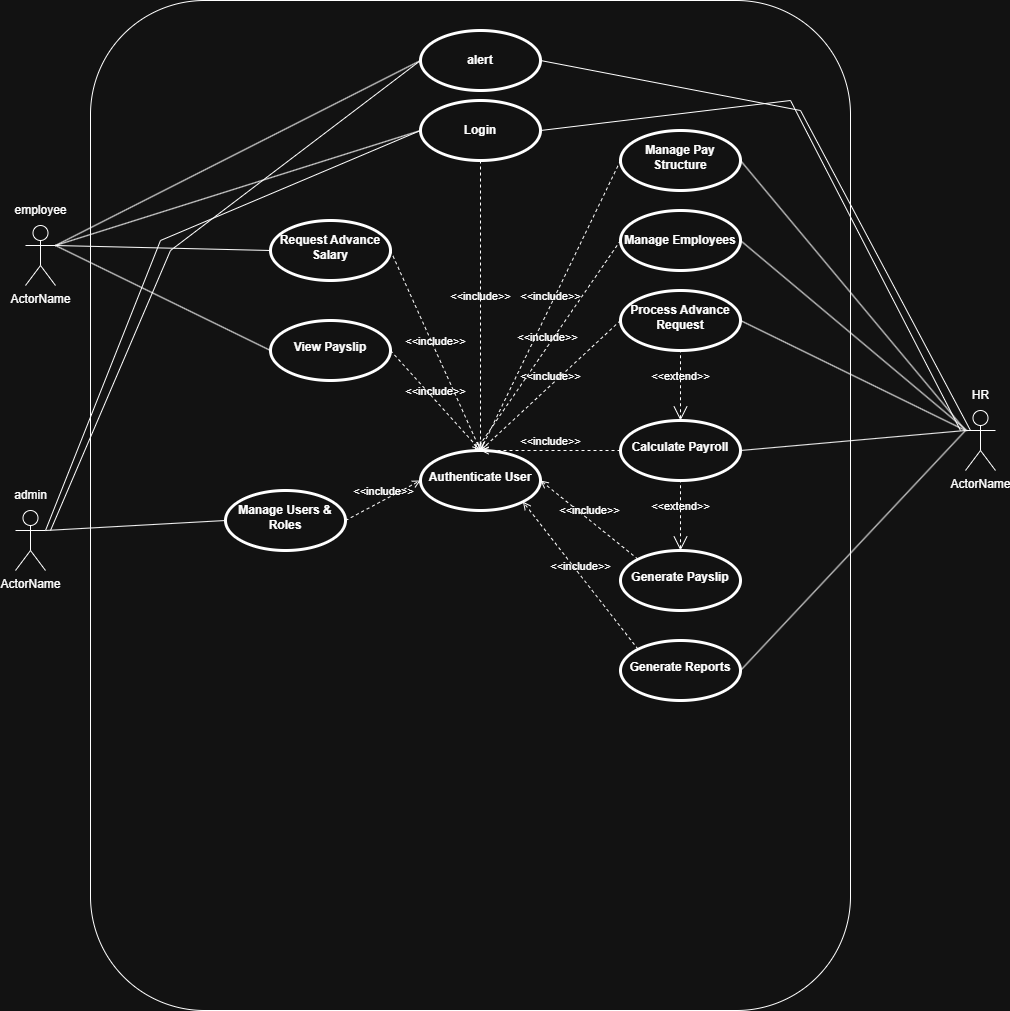 alert
Login
Manage Pay
Structure
employee
ActorName
Request Advance
Salary
Manage Employees
<<include>>
<<include>>
Process Advance
Request
View Payslip
<<include>>
<<include>>
<<include>>
<<include>>
<<extend>>
HR
ActorName
<<include>>
Calculate Payroll
Authenticate User
admin
ActorName
<<include>>
Manage Users &
Roles
<<include>>
<<extend>>
<<include>>
Generate Payslip
Generate Reports